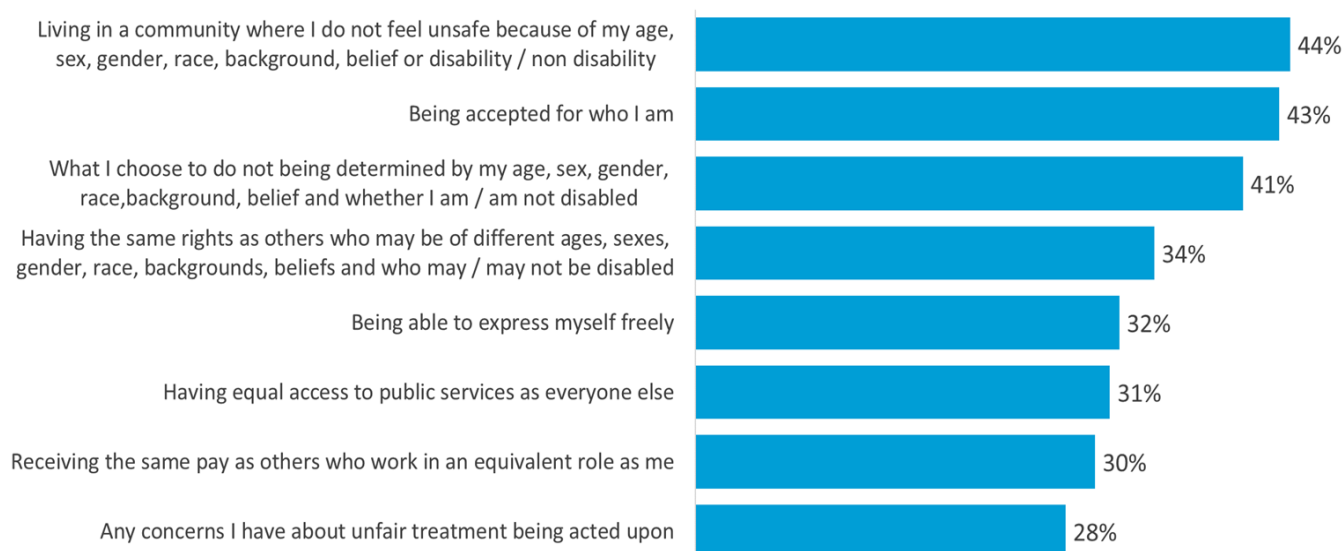 Living in a community where I do not feel unsafe because of my age,
sex, gender, race, background, belief or disability / non disability
44%
Being accepted for who I am
43%
What I choose to do not being determined by my age, sex, gender,
race,background, belief and whether I am / am not disabled
41%
Having the same rights as others who may be of different ages, sexes,
gender, race, backgrounds, beliefs and who may / may not be disabled
34%
Being able to express myself freely
32%
Having equal access to public services as everyone else
31%
Receiving the same pay as others who work in an equivalent role as me
30%
Any concerns I have about unfair treatment being acted upon
28%